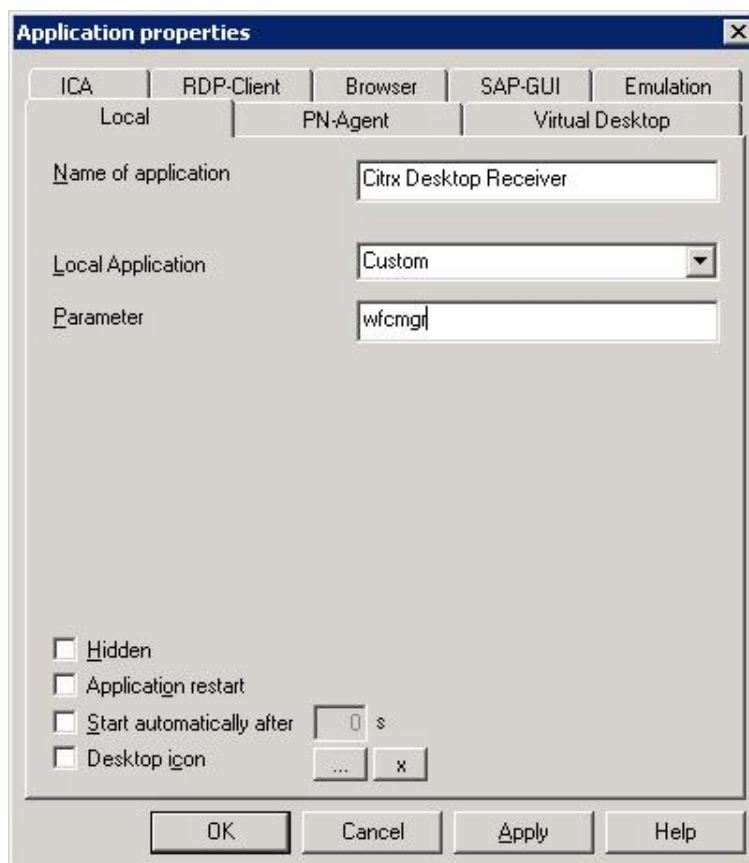 Application properties
ICA RDP-Client Browser SAP-GUI Emulation
Local PN-Agent Virtual Desktop
Name of application Citrx Desktop Receiver
Local Application Custom
Parameter wfcmgr
Hidden
Application restart
Start automatically after 0 s
Desktop icon ... x
OK Cancel Apply Help